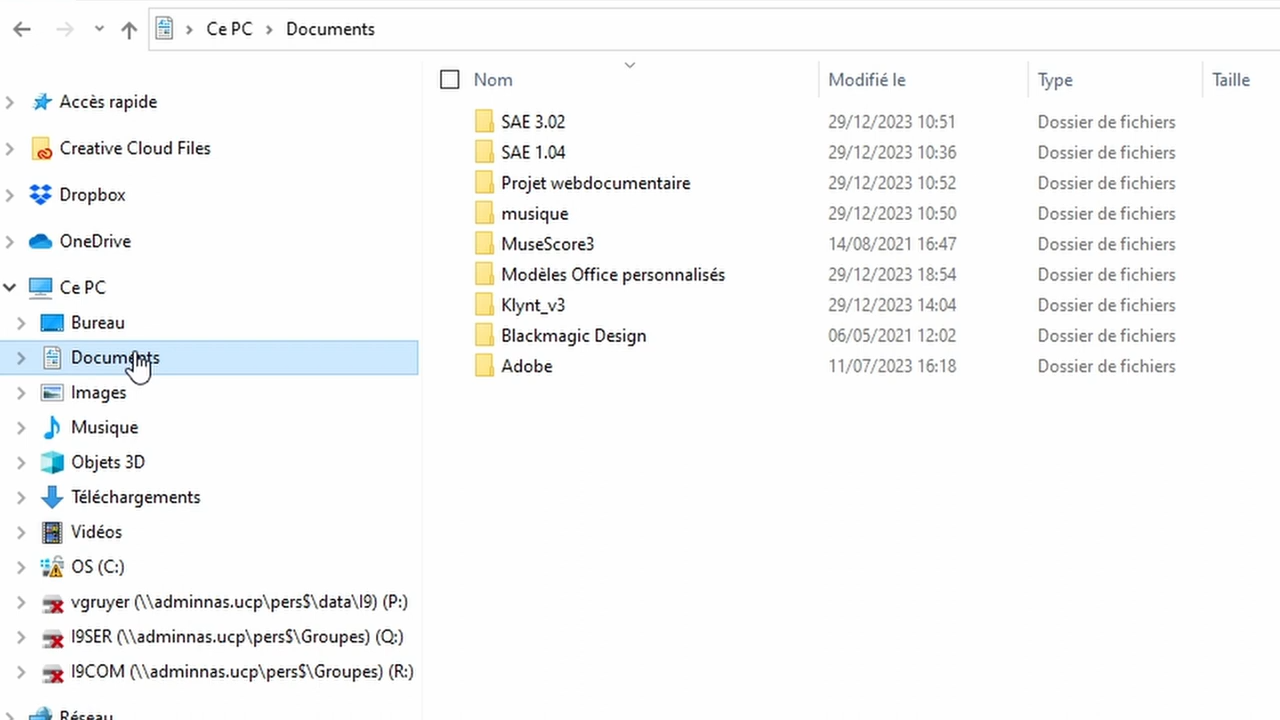 Ce PC > Documents
Accès rapide
Creative Cloud Files
Dropbox
OneDrive
Ce PC
Bureau
Documents
Images
Musique
Objets 3D
Téléchargements
Vidéos
OS (C:)
vgruyer (\\adminnas.ucp\pers$\data\I9) (P:)
I9SER (\\adminnas.ucp\pers$\Groupes) (Q:)
I9COM (\\adminnas.ucp\pers$\Groupes) (R:)
Réseau
Nom Modifié le Type Taille
SAE 3.02 29/12/2023 10:51 Dossier de fichiers
SAE 1.04 29/12/2023 10:36 Dossier de fichiers
Projet webdocumentaire 29/12/2023 10:52 Dossier de fichiers
musique 29/12/2023 10:50 Dossier de fichiers
MuseScore3 14/08/2021 16:47 Dossier de fichiers
Modèles Office personnalisés 29/12/2023 18:54 Dossier de fichiers
Klynt_v3 29/12/2023 14:04 Dossier de fichiers
Blackmagic Design 06/05/2021 12:02 Dossier de fichiers
Adobe 11/07/2023 16:18 Dossier de fichiers